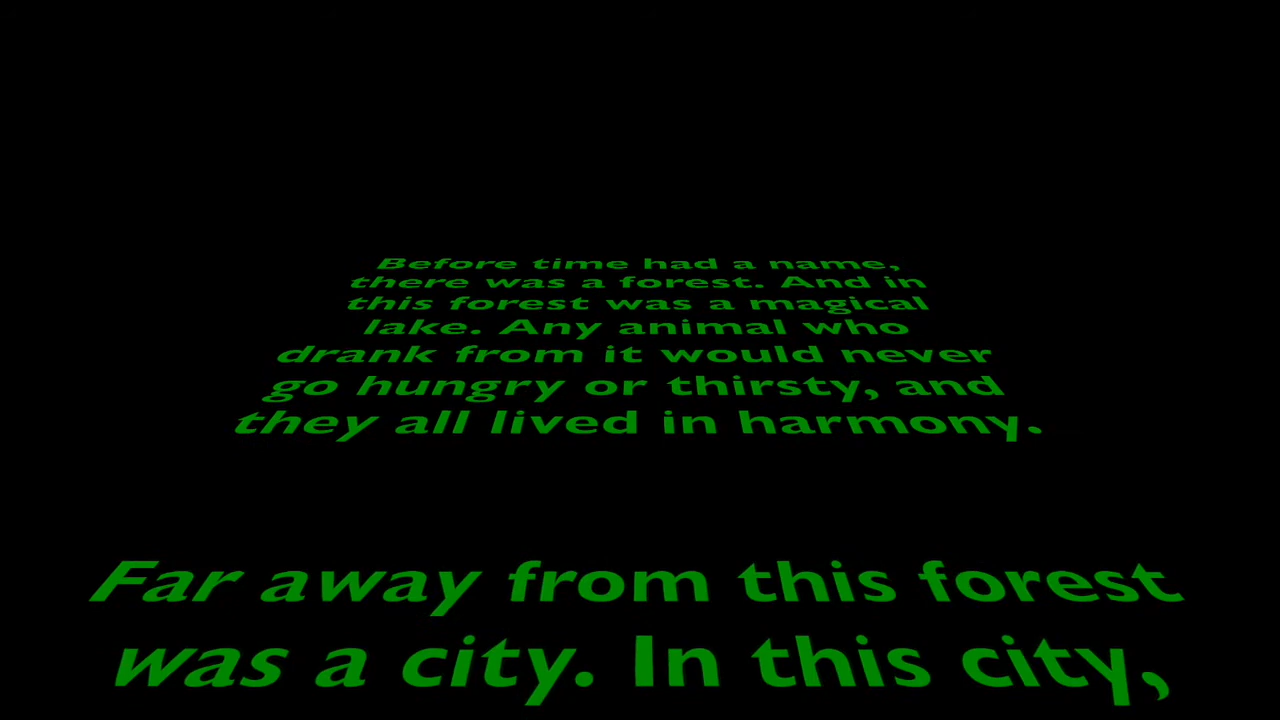 Before time had a name,
there was a forest. And in
this forest was a magical
lake. Any animal who
drank from it would never
go hungry or thirsty, and
they all lived in harmony.
Far away from this forest
was a city. In this city,